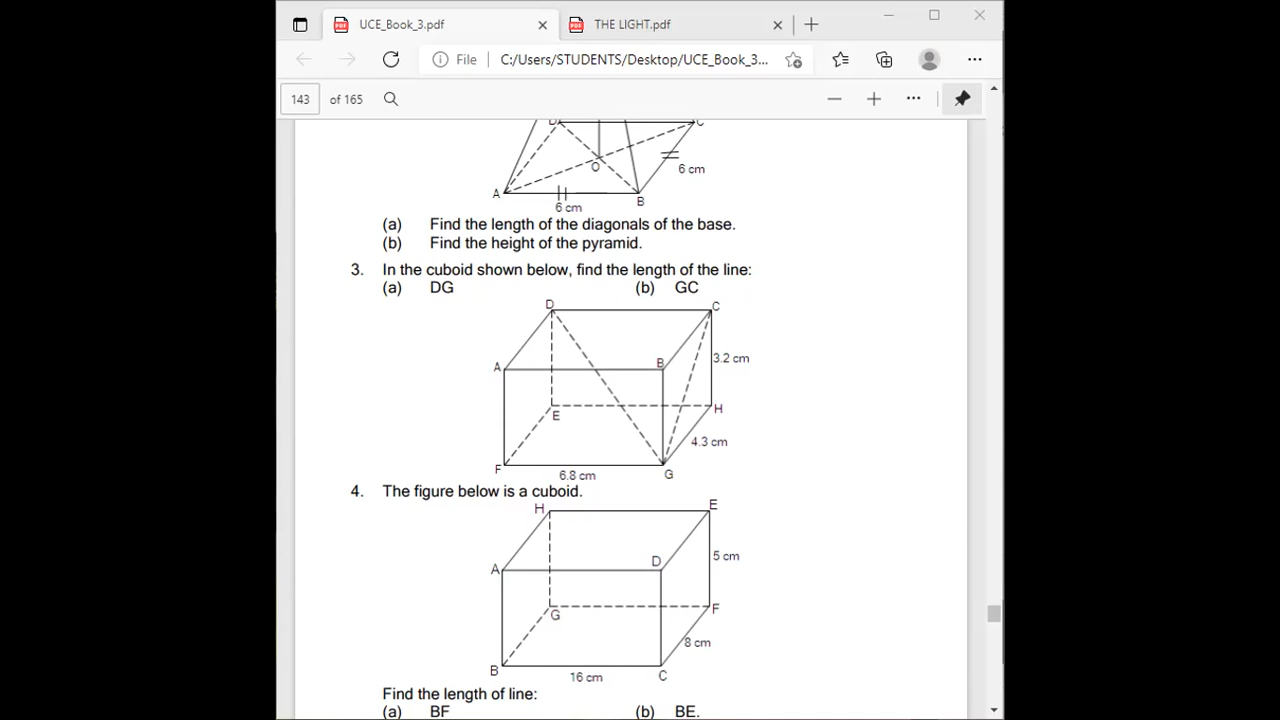 UCE_Book_3.pdf
THE LIGHT.pdf
File
C:/Users/STUDENTS/Desktop/UCE_Book_3...
143 of 165
D C
O
6 cm
A B
6 cm
(a) Find the length of the diagonals of the base.
(b) Find the height of the pyramid.
3. In the cuboid shown below, find the length of the line:
(a) DG (b) GC
D C
3.2 cm
A B
E H
4.3 cm
F G
6.8 cm
4. The figure below is a cuboid.
H E
5 cm
A D
G F
8 cm
B C
16 cm
Find the length of line:
(a) BF (b) BE.